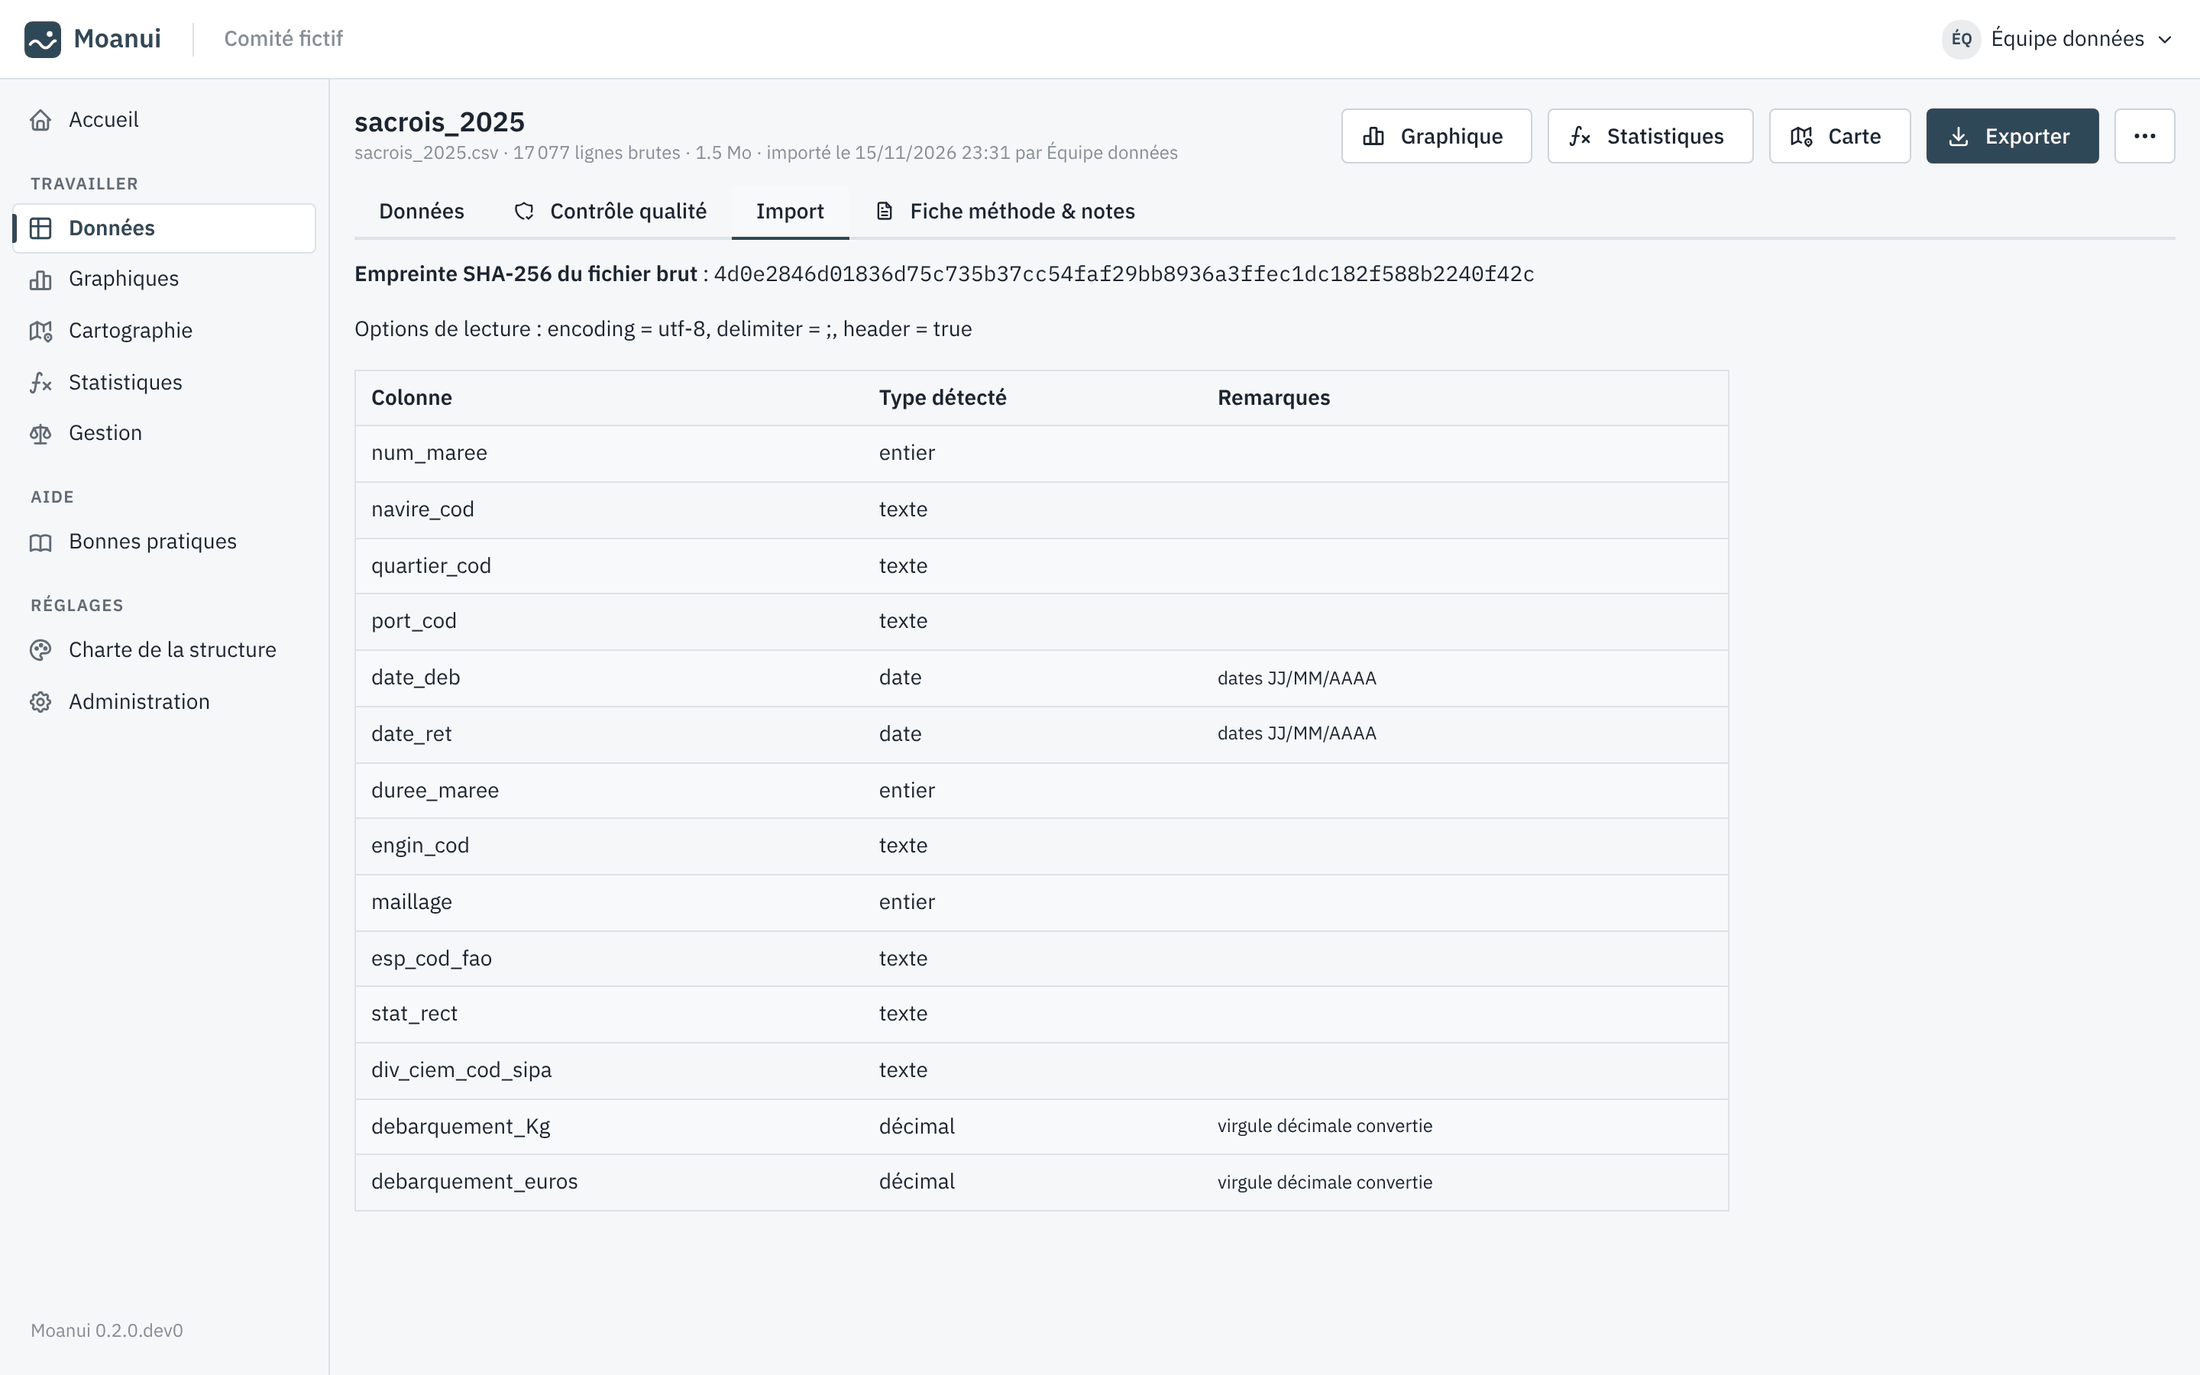 Moanui
Comité fictif
ÉQ Équipe données
Accueil
TRAVAILLER
Données
Graphiques
Cartographie
Statistiques
Gestion
AIDE
Bonnes pratiques
RÉGLAGES
Charte de la structure
Administration
Moanui 0.2.0.dev0
sacrois_2025
sacrois_2025.csv · 17 077 lignes brutes · 1.5 Mo · importé le 15/11/2026 23:31 par Équipe données
Graphique Statistiques Carte Exporter
Données Contrôle qualité Import Fiche méthode & notes
Empreinte SHA-256 du fichier brut : 4d0e2846d01836d75c735b37cc54faf29bb8936a3ffec1dc182f588b2240f42c
Options de lecture : encoding = utf-8, delimiter = ;, header = true
Colonne Type détecté Remarques
num_maree entier
navire_cod texte
quartier_cod texte
port_cod texte
date_deb date dates JJ/MM/AAAA
date_ret date dates JJ/MM/AAAA
duree_maree entier
engin_cod texte
maillage entier
esp_cod_fao texte
stat_rect texte
div_ciem_cod_sipa texte
debarquement_Kg décimal virgule décimale convertie
debarquement_euros décimal virgule décimale convertie